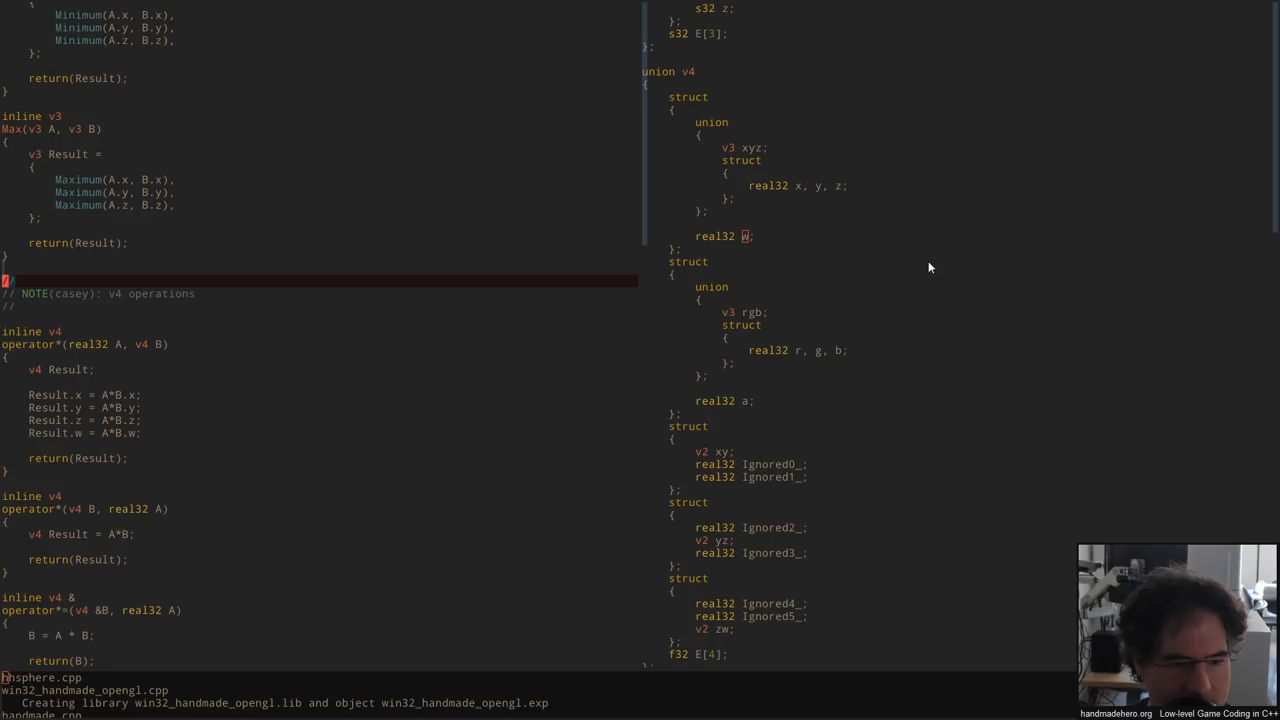 {
Minimum(A.x, B.x),
Minimum(A.y, B.y),
Minimum(A.z, B.z),
};
return(Result);
}
inline v3
Max(v3 A, v3 B)
{
v3 Result =
{
Maximum(A.x, B.x),
Maximum(A.y, B.y),
Maximum(A.z, B.z),
};
return(Result);
}
//
// NOTE(casey): v4 operations
//
inline v4
operator*(real32 A, v4 B)
{
v4 Result;
Result.x = A*B.x;
Result.y = A*B.y;
Result.z = A*B.z;
Result.w = A*B.w;
return(Result);
}
inline v4
operator*(v4 B, real32 A)
{
v4 Result = A*B;
return(Result);
}
inline v4 &
operator*=(v4 &B, real32 A)
{
B = A * B;
return(B);
s32 z;
};
s32 E[3];
};
union v4
{
struct
{
union
{
v3 xyz;
struct
{
real32 x, y, z;
};
};
real32 w;
};
struct
{
union
{
v3 rgb;
struct
{
real32 r, g, b;
};
};
real32 a;
};
struct
{
v2 xy;
real32 Ignored0_;
real32 Ignored1_;
};
struct
{
real32 Ignored2_;
v2 yz;
real32 Ignored3_;
};
struct
{
real32 Ignored4_;
real32 Ignored5_;
v2 zw;
};
f32 E[4];
};
hhsphere.cpp
win32_handmade_opengl.cpp
Creating library win32_handmade_opengl.lib and object win32_handmade_opengl.exp
handmade.cpp
handmadehero.org Low-level Game Coding in C++